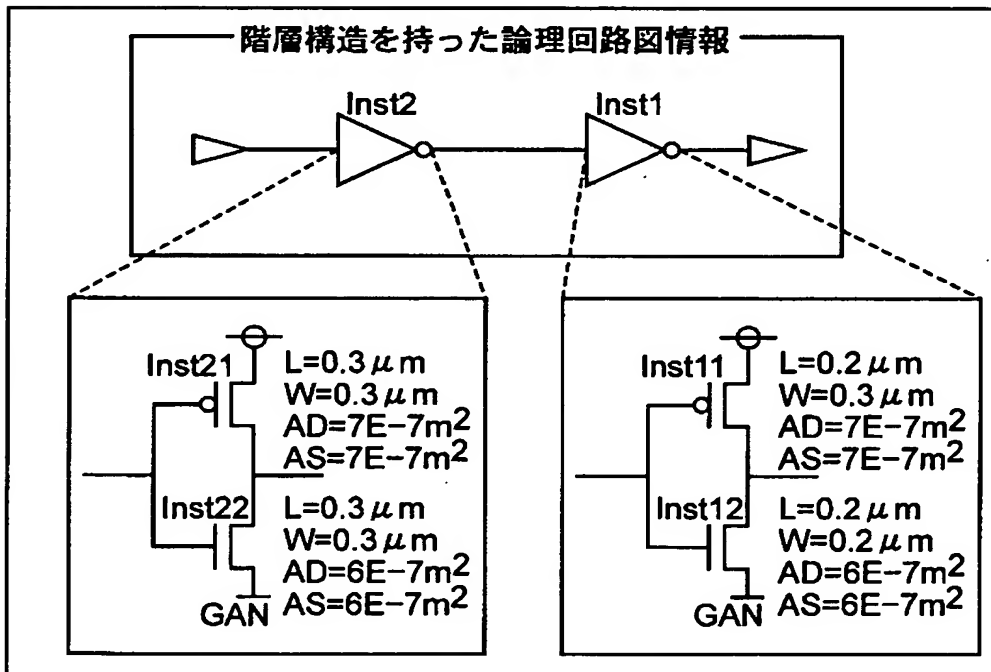 階層構造を持った論理回路図情報
Inst2
Inst1
Inst21
L=0.3μm
W=0.3μm
AD=7E-7m²
AS=7E-7m²
Inst22
L=0.3μm
W=0.3μm
AD=6E-7m²
AS=6E-7m²
GAN
Inst11
L=0.2μm
W=0.3μm
AD=7E-7m²
AS=7E-7m²
Inst12
L=0.2μm
W=0.2μm
AD=6E-7m²
AS=6E-7m²
GAN